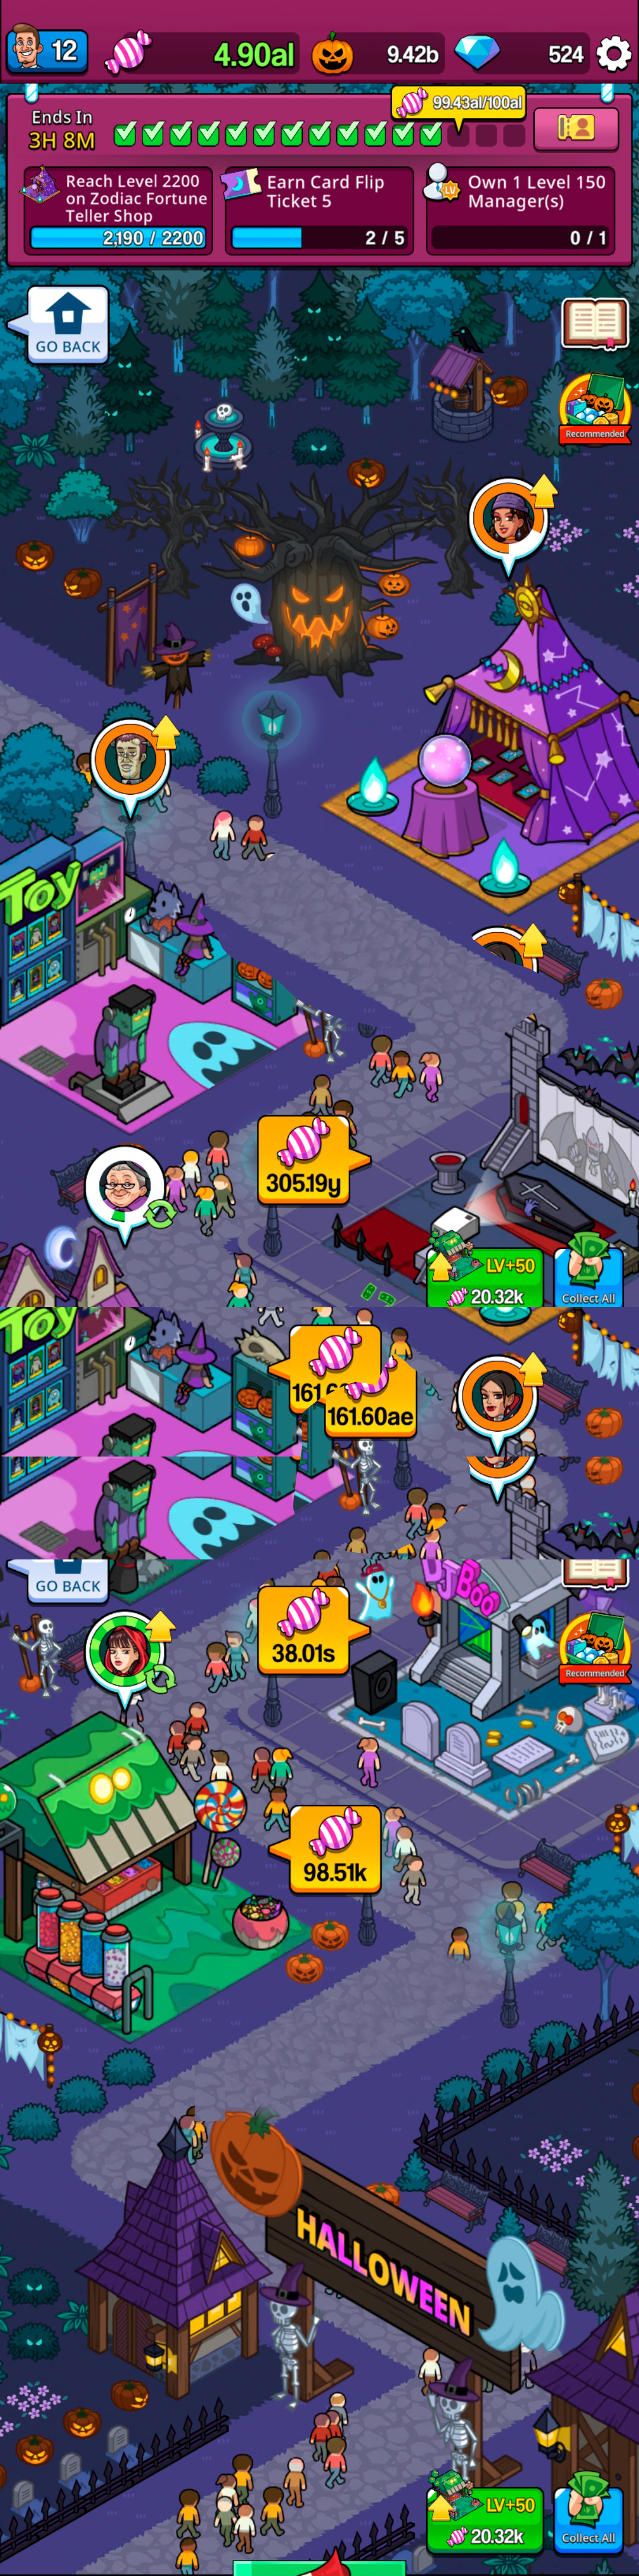 12
4.90al
9.42b
524
Ends In
3H 8M
99.43al/100al
Reach Level 2200
on Zodiac Fortune
Teller Shop
2,190 / 2200
Earn Card Flip
Ticket 5
2 / 5
LV
Own 1 Level 150
Manager(s)
0 / 1
GO BACK
Recommended
Toy
305.19y
LV+50
20.32k
Collect All
Toy
161.6
161.60ae
GO BACK
DJ Boo
38.01s
Recommended
98.51k
HALLOWEEN
LV+50
20.32k
Collect All